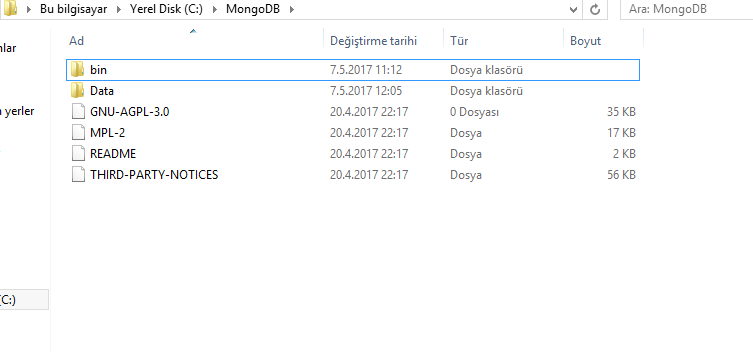 Bu bilgisayar Yerel Disk (C:) MongoDB Ara: MongoDB
Ad Değiştirme tarihi Tür Boyut
bin 7.5.2017 11:12 Dosya klasörü
Data 7.5.2017 12:05 Dosya klasörü
GNU-AGPL-3.0 20.4.2017 22:17 0 Dosyası 35 KB
MPL-2 20.4.2017 22:17 Dosya 17 KB
README 20.4.2017 22:17 Dosya 2 KB
THIRD-PARTY-NOTICES 20.4.2017 22:17 Dosya 56 KB
nlar
yerler
(C:)